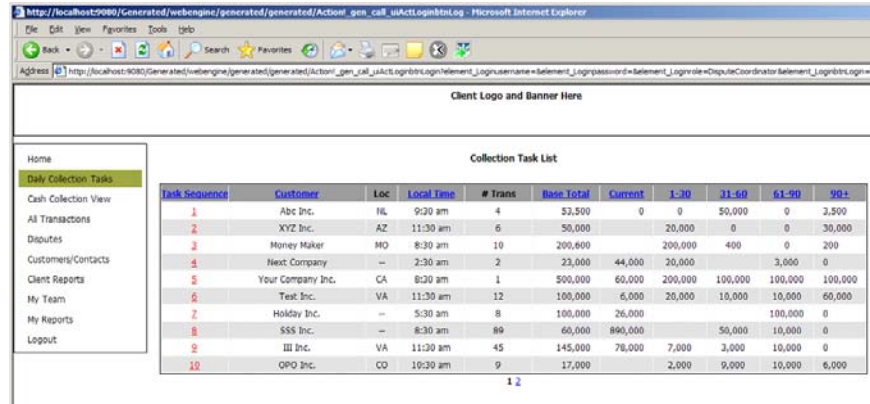 http://localhost:9080/Generated/webengine/generated/generated/Action!_gen_call_uiActLoginbtnLog - Microsoft Internet Explorer
File Edit View Favorites Tools Help
Back Search Favorites
Address http://localhost:9080/Generated/webengine/generated/generated/Action!_gen_call_uiActLoginbtnLogin?element_Loginusername=&element_Loginpassword=&element_Loginrole=DisputeCoordinator&element_LoginbtnLogin=
Client Logo and Banner Here
Home
Daily Collection Tasks
Cash Collection View
All Transactions
Disputes
Customers/Contacts
Client Reports
My Team
My Reports
Logout
Collection Task List
Task Sequence Customer Loc Local Time # Trans Base Total Current 1-30 31-60 61-90 90+
1 Abc Inc. NL 9:30 am 4 53,500 0 0 50,000 0 3,500
2 XYZ Inc. AZ 11:30 am 6 50,000 20,000 0 0 30,000
3 Money Maker MO 8:30 am 10 200,600 200,000 400 0 200
4 Next Company -- 2:30 am 2 23,000 44,000 20,000 3,000 0
5 Your Company Inc. CA 8:30 am 1 500,000 60,000 200,000 100,000 100,000 100,000
6 Test Inc. VA 11:30 am 12 100,000 6,000 20,000 10,000 10,000 60,000
7 Holiday Inc. -- 5:30 am 8 100,000 26,000 100,000 0
8 SSS Inc. -- 8:30 am 89 60,000 890,000 50,000 10,000 0
9 III Inc. VA 11:30 am 45 145,000 78,000 7,000 3,000 10,000 0
10 OPO Inc. CO 10:30 am 9 17,000 2,000 9,000 10,000 6,000
1 2